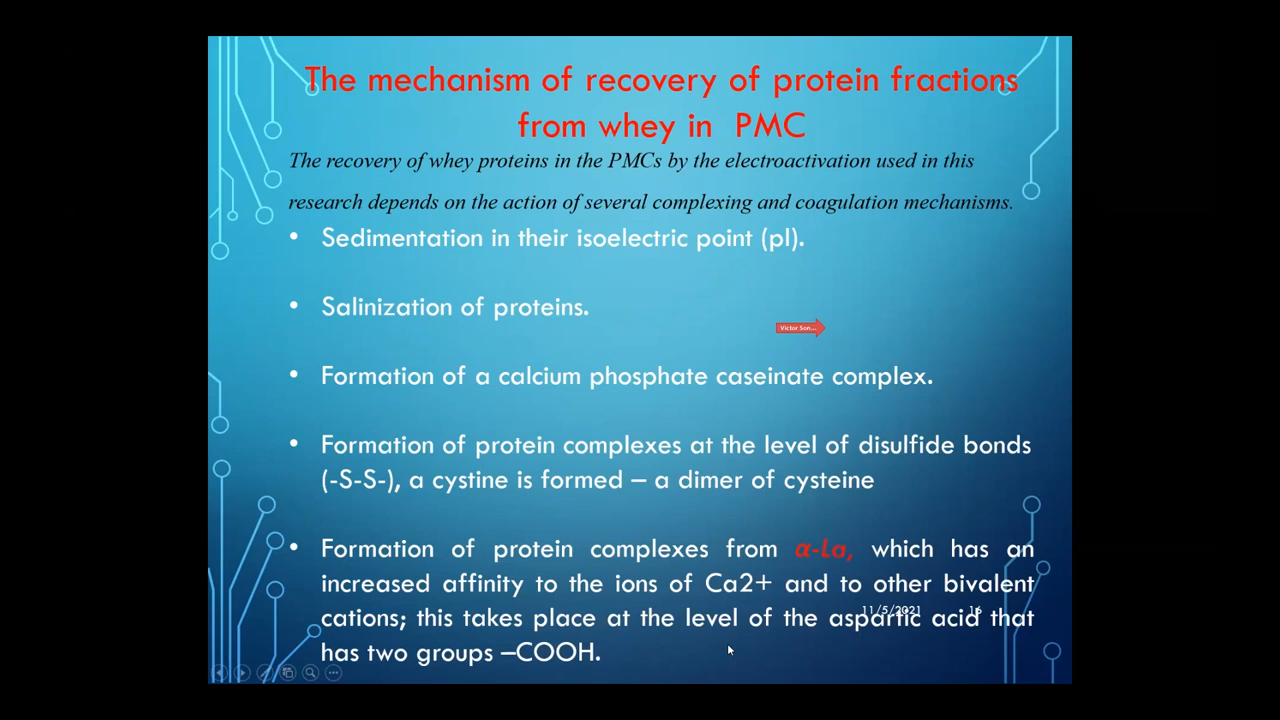 The mechanism of recovery of protein fractions
from whey in PMC
The recovery of whey proteins in the PMCs by the electroactivation used in this
research depends on the action of several complexing and coagulation mechanisms.
• Sedimentation in their isoelectric point (pI).
• Salinization of proteins.
Victor Son...
• Formation of a calcium phosphate caseinate complex.
• Formation of protein complexes at the level of disulfide bonds
(-S-S-), a cystine is formed – a dimer of cysteine
• Formation of protein complexes from α-La, which has an
increased affinity to the ions of Ca2+ and to other bivalent
cations; this takes place at the level of the aspartic acid that
has two groups –COOH.
11/5/2021 16